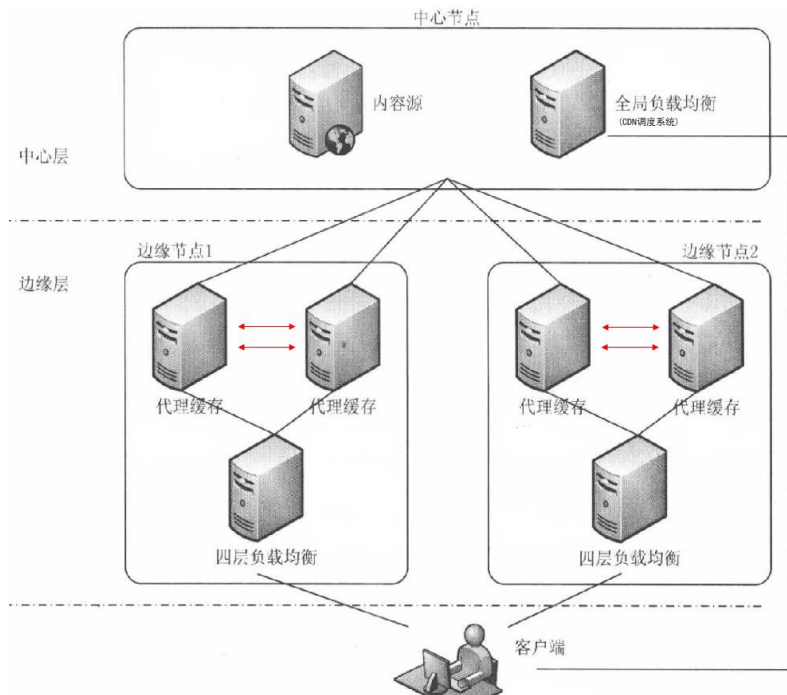 中心节点
内容源
全局负载均衡
(CDN调度系统)
中心层
边缘节点1
边缘节点2
边缘层
代理缓存
代理缓存
代理缓存
代理缓存
四层负载均衡
四层负载均衡
客户端